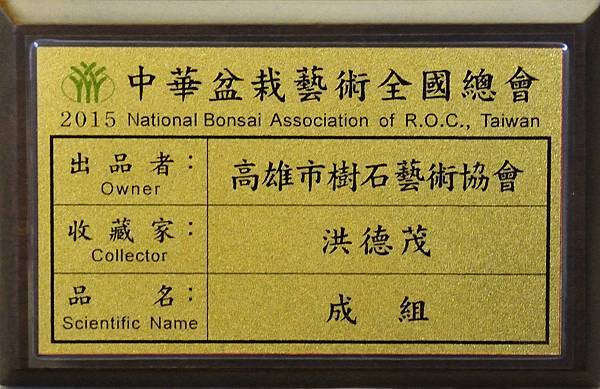 中華盆栽藝術全國總會
2015 National Bonsai Association of R.O.C., Taiwan
出品者： 高雄市樹石藝術協會
Owner
收藏家： 洪德茂
Collector
品名： 成組
Scientific Name